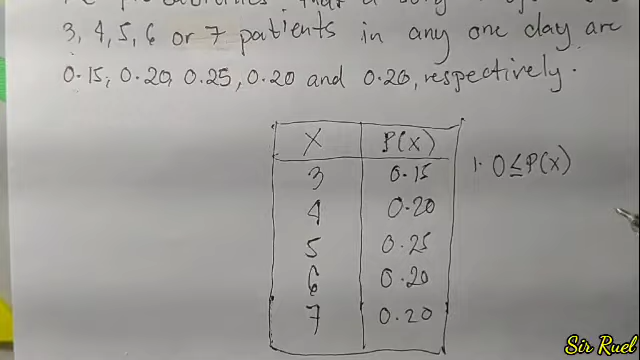 3, 4, 5, 6 or 7 patients in any one day are
0.15, 0.20, 0.25, 0.20 and 0.20, respectively.
X P(X)
3 0.15
4 0.20
5 0.25
6 0.20
7 0.20
1. 0 ≤ P(X)
Sir Ruel